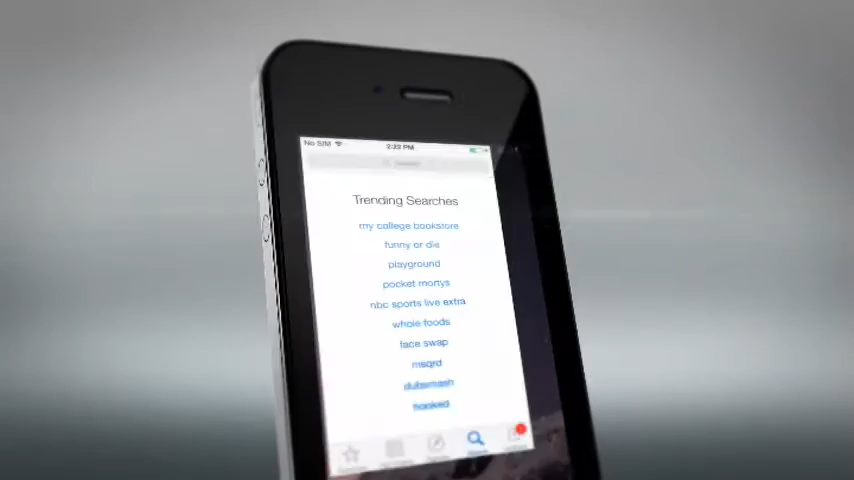 No SIM
2:22 PM
Trending Searches
my college bookstore
funny or die
playground
pocket mortys
nbc sports live extra
whole foods
face swap
msqrd
dubsmash
hooked